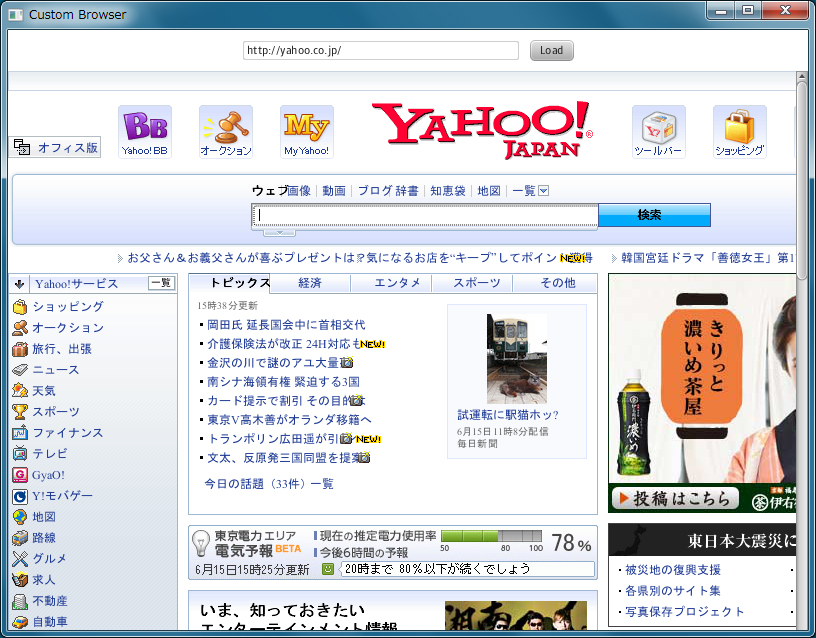 Custom Browser
http://yahoo.co.jp/
Load
オフィス版
BB
Yahoo! BB
オークション
My
My Yahoo!
YAHOO!
JAPAN
ツールバー
ショッピング
ウェブ 画像 動画 ブログ 辞書 知恵袋 地図 一覧
検索
お父さん＆お義父さんが喜ぶプレゼントは!?気になるお店を“キープ”してポイン NEW! 得
韓国宮廷ドラマ「善徳女王」第1
Yahoo!サービス
一覧
ショッピング
オークション
旅行、出張
ニュース
天気
スポーツ
ファイナンス
テレビ
GyaO!
Y!モバゲー
地図
路線
グルメ
求人
不動産
自動車
トピックス 経済 エンタメ スポーツ その他
15時38分更新
岡田氏 延長国会中に首相交代
介護保険法が改正 24H対応も NEW!
金沢の川で謎のアユ大量
南シナ海領有権 緊迫する3国
カード提示で割引 その目的は
東京V高木善がオランダ移籍へ
トランポリン広田遥が引 NEW!
文太、反原発三国同盟を提案
今日の話題（33件）一覧
試運転に駅猫ホッ?
6月15日11時8分配信
毎日新聞
東京電力エリア
電気予報 BETA
現在の推定電力使用率
今後6時間の予報
50 80 100
78%
6月15日15時25分更新
20時まで 80%以下が続くでしょう
いま、知っておきたい
エンターテインメント情報
湘南
きりっと
濃いめ茶屋
濃いめ
投稿はこちら
伊右
東日本大震災に
被災地の復興支援
各県別のサイト集
写真保存プロジェクト